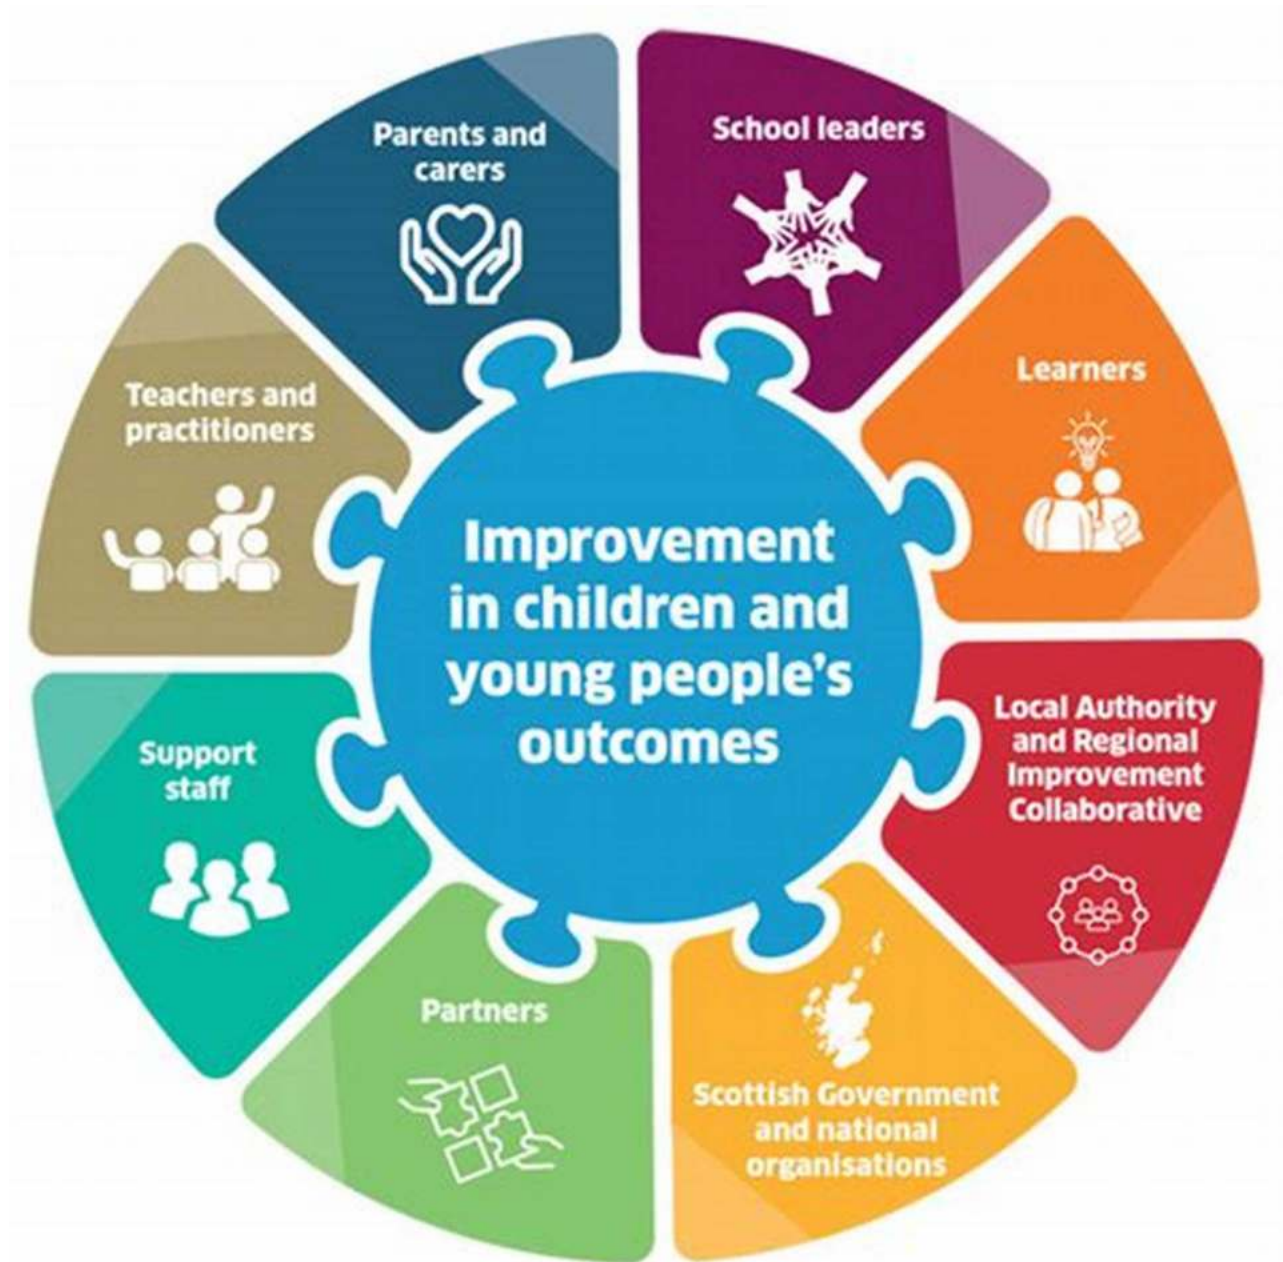 Parents and
carers
School leaders
Learners
Local Authority
and Regional
Improvement
Collaborative
Scottish Government
and national
organisations
Partners
Support
staff
Teachers and
practitioners
Improvement
in children and
young people's
outcomes